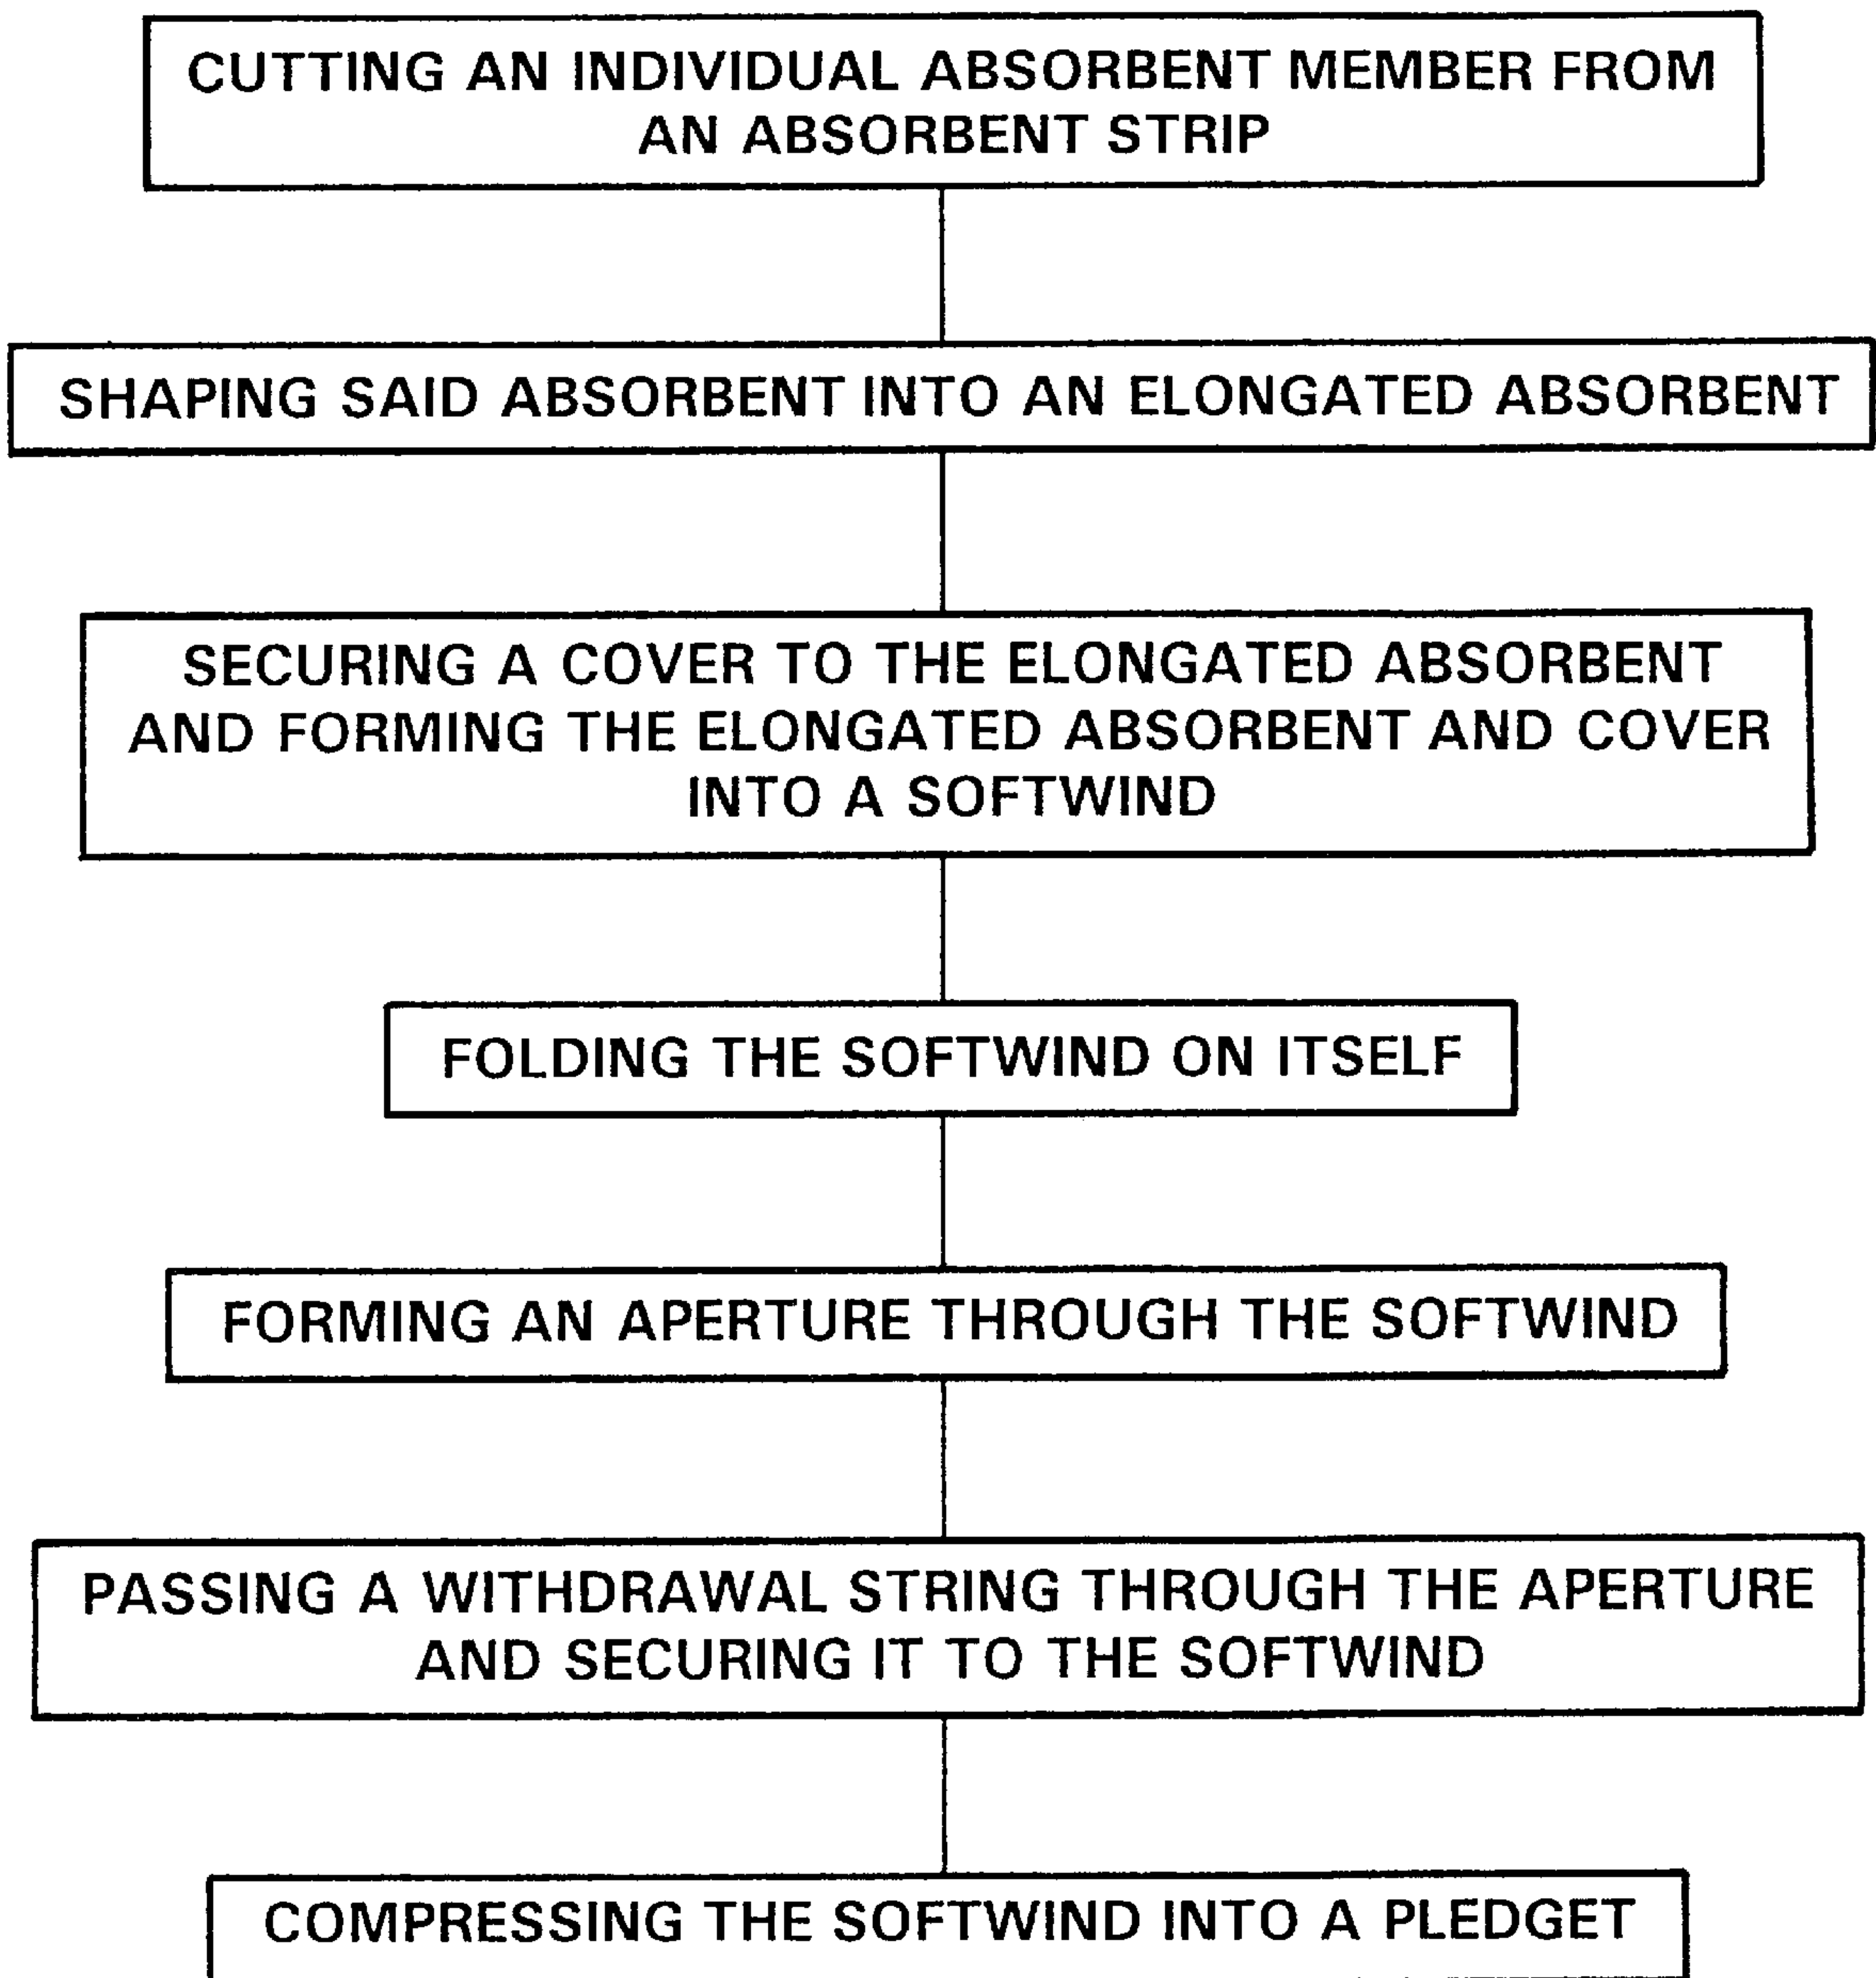 CUTTING AN INDIVIDUAL ABSORBENT MEMBER FROM
AN ABSORBENT STRIP
SHAPING SAID ABSORBENT INTO AN ELONGATED ABSORBENT
SECURING A COVER TO THE ELONGATED ABSORBENT
AND FORMING THE ELONGATED ABSORBENT AND COVER
INTO A SOFTWIND
FOLDING THE SOFTWIND ON ITSELF
FORMING AN APERTURE THROUGH THE SOFTWIND
PASSING A WITHDRAWAL STRING THROUGH THE APERTURE
AND SECURING IT TO THE SOFTWIND
COMPRESSING THE SOFTWIND INTO A PLEDGET